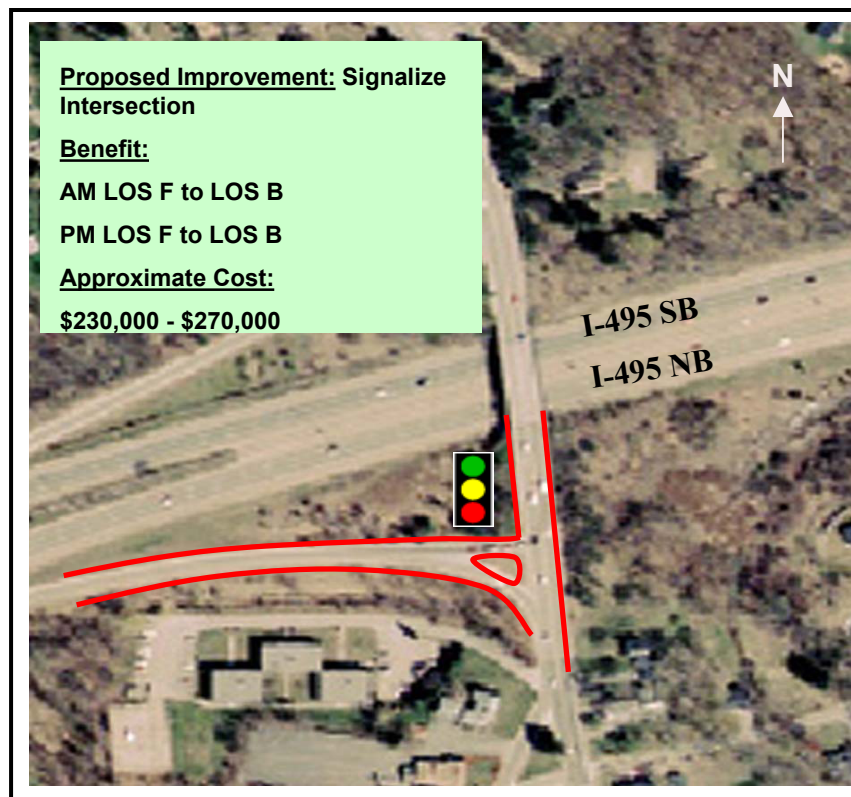 Proposed Improvement: Signalize
Intersection
Benefit:
AM LOS F to LOS B
PM LOS F to LOS B
Approximate Cost:
$230,000 - $270,000
N
I-495 SB
I-495 NB